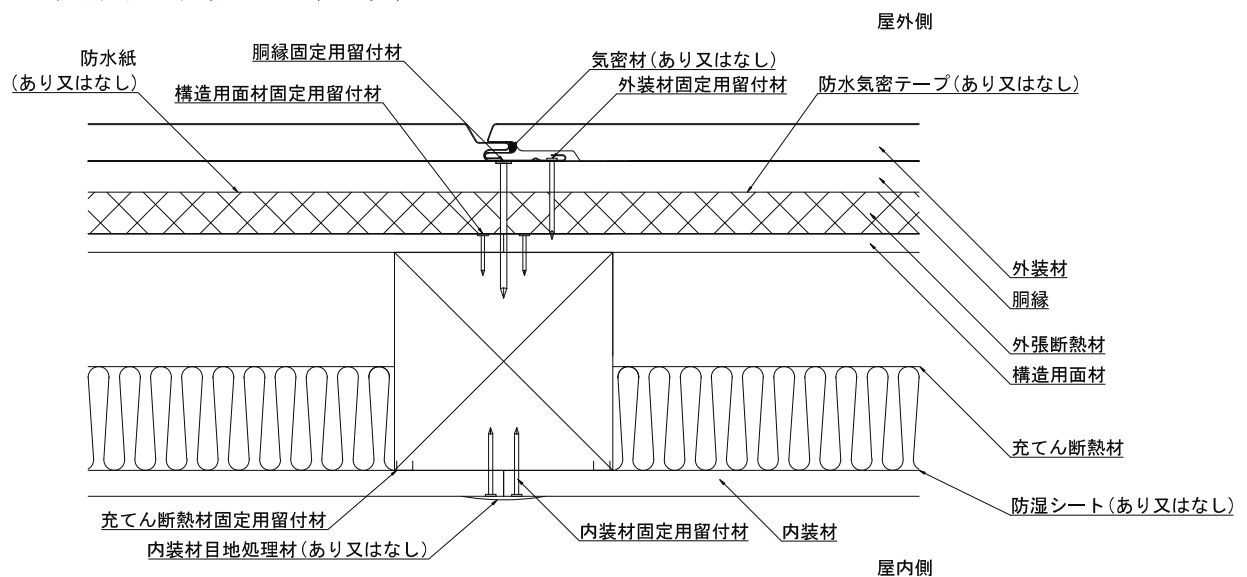 屋外側
胴縁固定用留付材
防水紙
(あり又はなし)
気密材(あり又はなし)
構造用面材固定用留付材
外装材固定用留付材
防水気密テープ(あり又はなし)
外装材
胴縁
外張断熱材
構造用面材
充てん断熱材
防湿シート(あり又はなし)
充てん断熱材固定用留付材
内装材固定用留付材
内装材
内装材目地処理材(あり又はなし)
屋内側